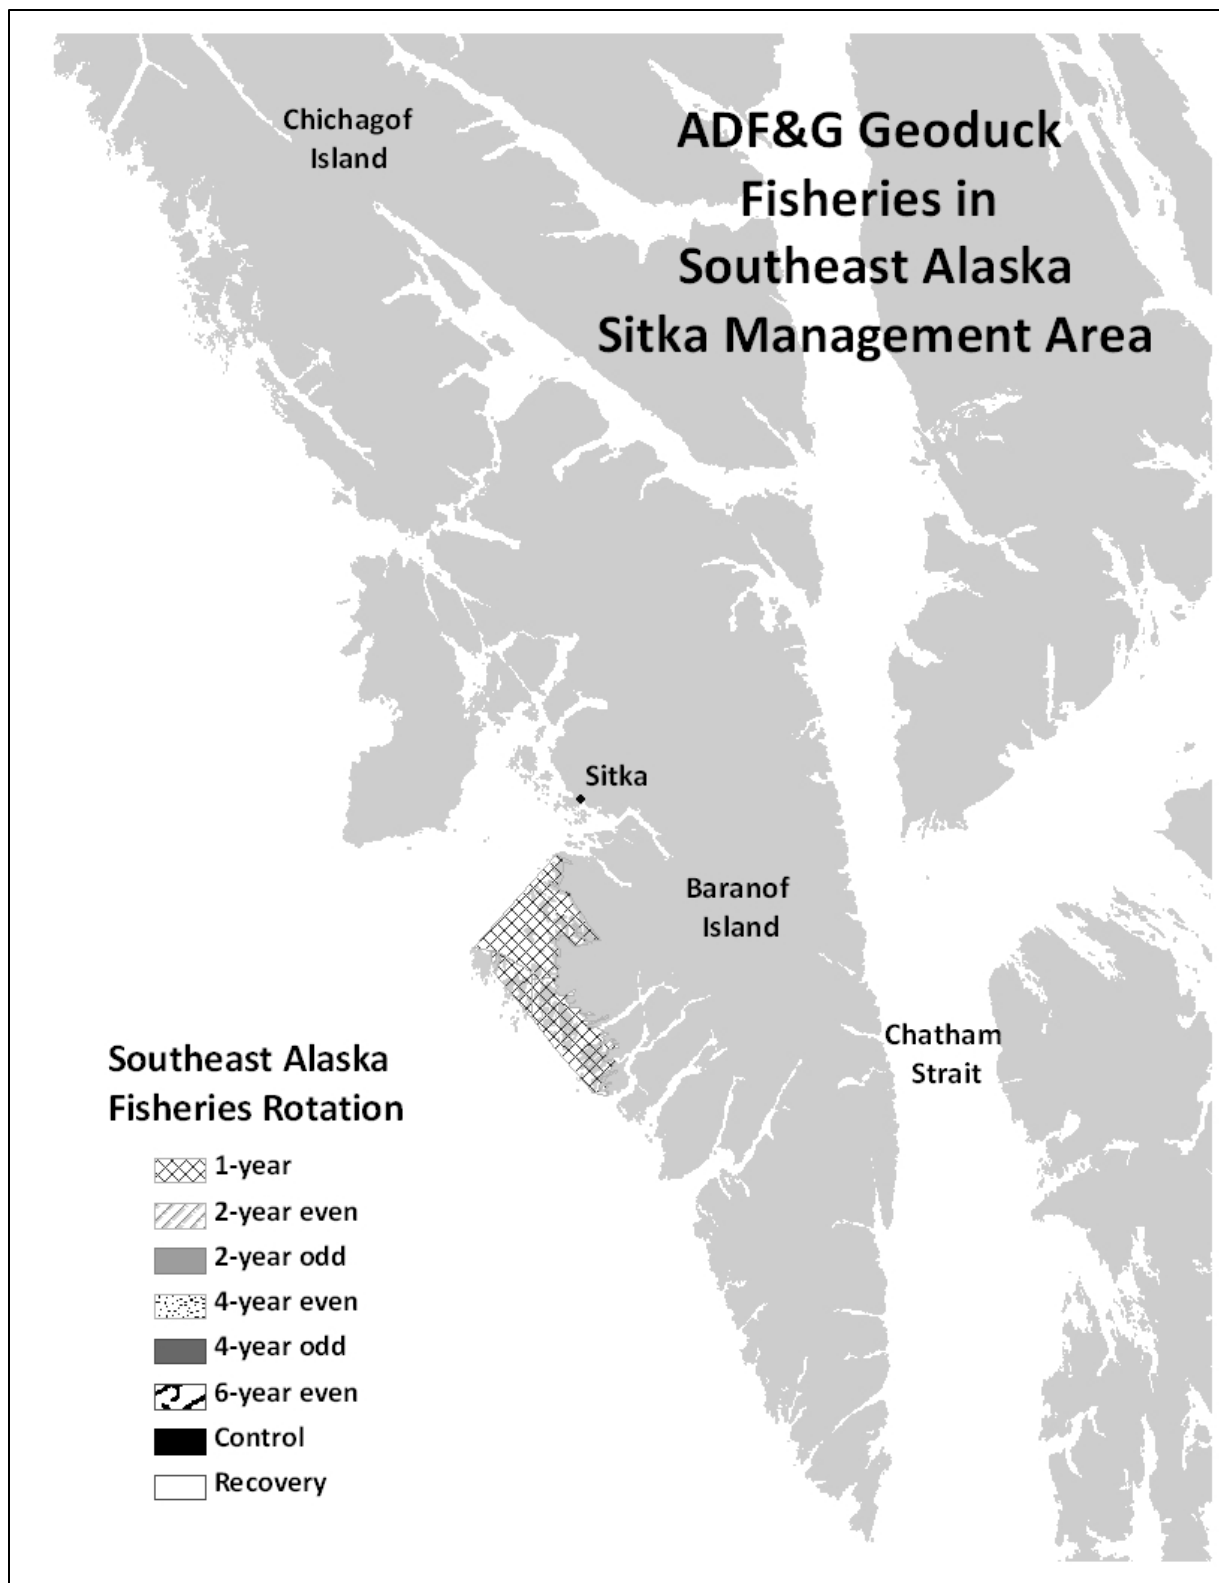 Chichagof
Island
ADF&G Geoduck
Fisheries in
Southeast Alaska
Sitka Management Area
Sitka
Baranof
Island
Chatham
Strait
Southeast Alaska
Fisheries Rotation
1-year
2-year even
2-year odd
4-year even
4-year odd
6-year even
Control
Recovery